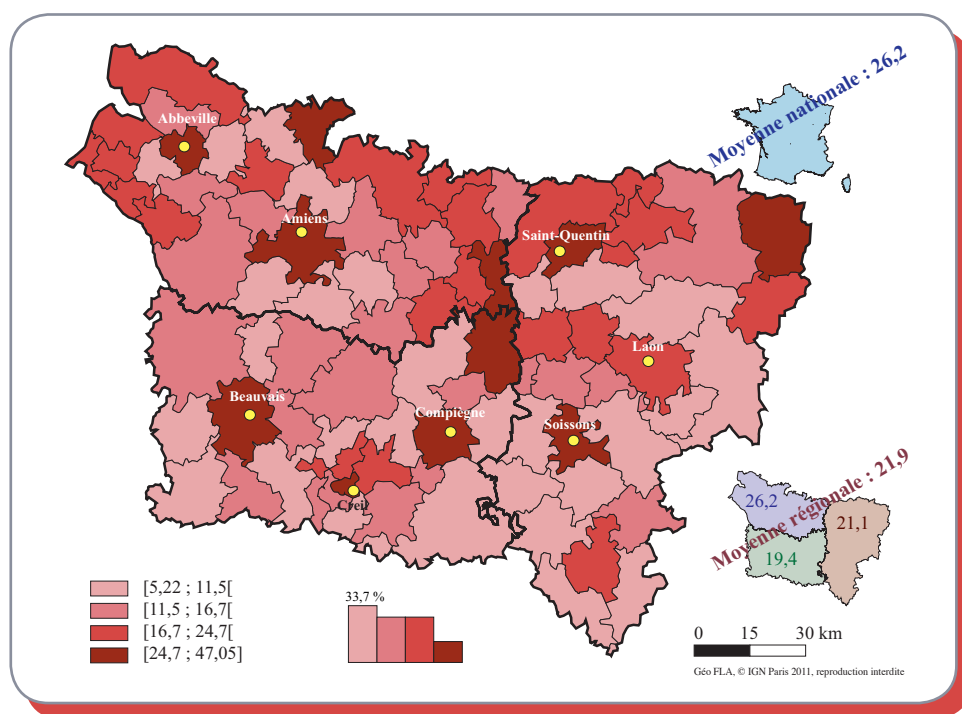 Moyenne nationale : 26,2
Abbeville
Amiens
Saint-Quentin
Laon
Beauvais
Compiègne
Soissons
Creil
Moyenne régionale : 21,9
26,2
21,1
19,4
[5,22 ; 11,5[
[11,5 ; 16,7[
[16,7 ; 24,7[
[24,7 ; 47,05]
33,7 %
0 15 30 km
Géo FLA, © IGN Paris 2011, reproduction interdite